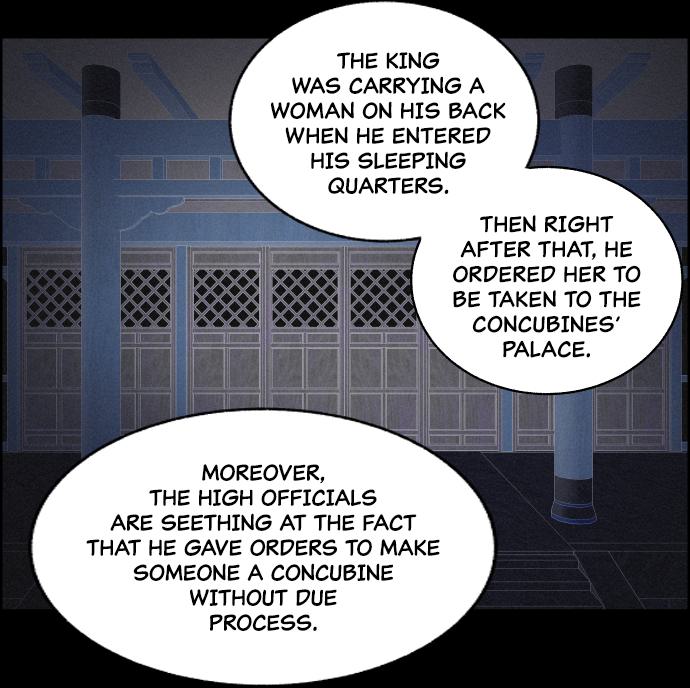 THE KING
WAS CARRYING A
WOMAN ON HIS BACK
WHEN HE ENTERED
HIS SLEEPING
QUARTERS.
THEN RIGHT
AFTER THAT, HE
ORDERED HER TO
BE TAKEN TO THE
CONCUBINES'
PALACE.
MOREOVER,
THE HIGH OFFICIALS
ARE SEETHING AT THE FACT
THAT HE GAVE ORDERS TO MAKE
SOMEONE A CONCUBINE
WITHOUT DUE
PROCESS.